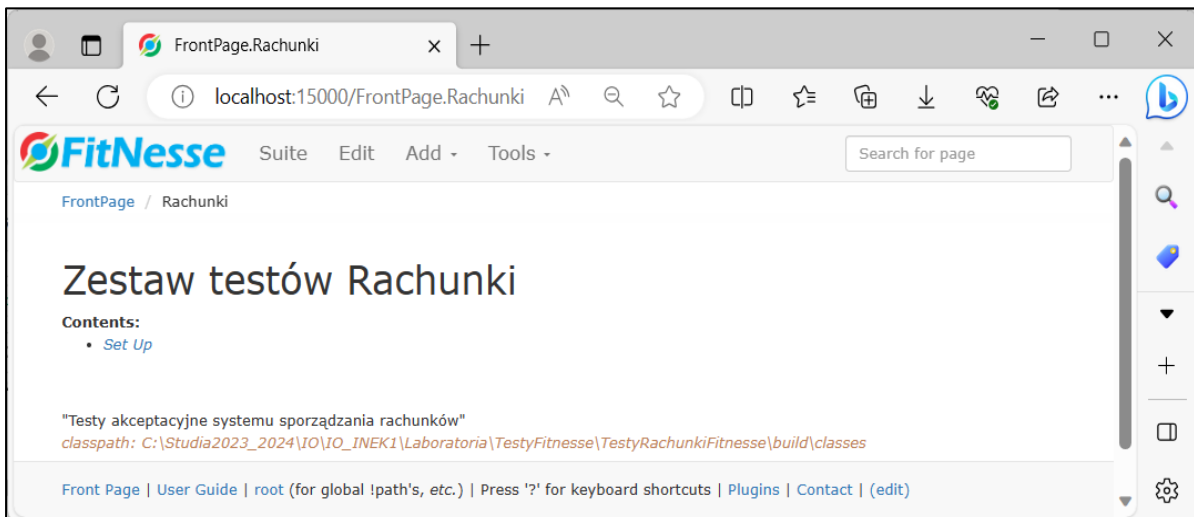 FrontPage.Rachunki
localhost:15000/FrontPage.Rachunki
FitNesse Suite Edit Add Tools Search for page
FrontPage / Rachunki
Zestaw testów Rachunki
Contents:
• Set Up
"Testy akceptacyjne systemu sporządzania rachunków"
classpath: C:\Studia2023_2024\IO\IO_INEK1\Laboratoria\TestyFitnesse\TestyRachunkiFitnesse\build\classes
Front Page | User Guide | root (for global !path's, etc.) | Press '?' for keyboard shortcuts | Plugins | Contact | (edit)